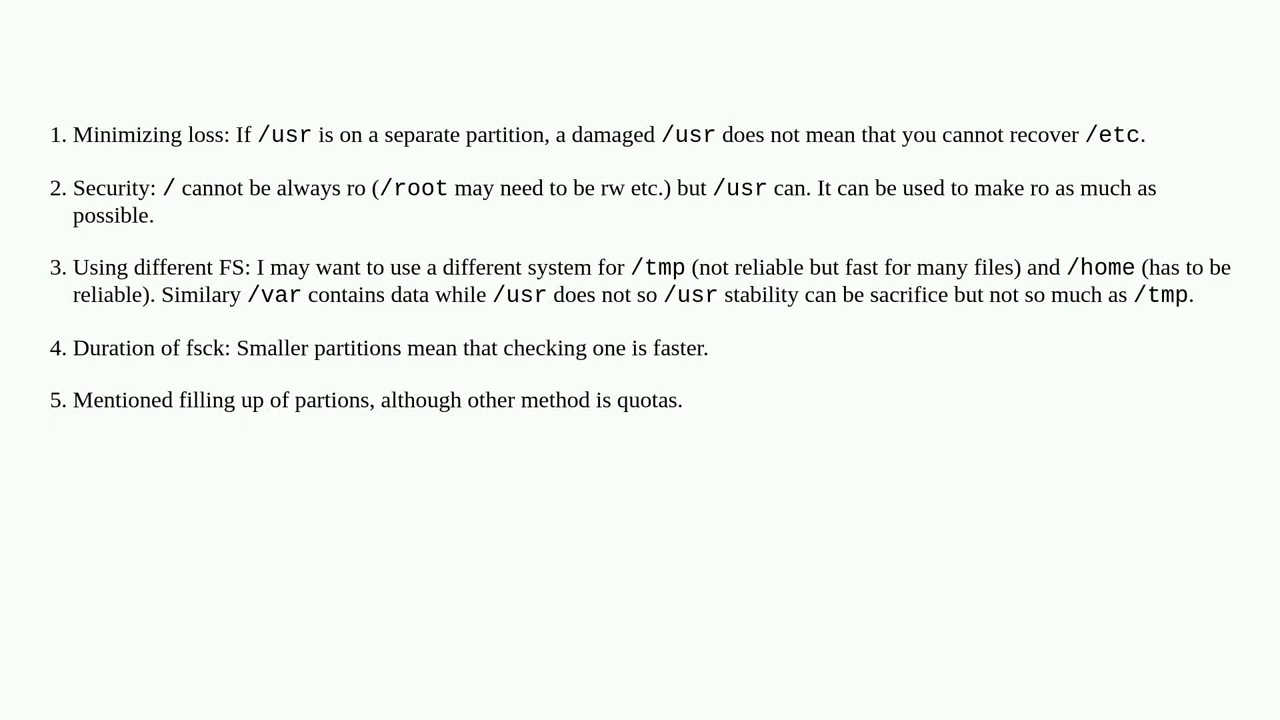 1. Minimizing loss: If /usr is on a separate partition, a damaged /usr does not mean that you cannot recover /etc.
2. Security: / cannot be always ro (/root may need to be rw etc.) but /usr can. It can be used to make ro as much as
possible.
3. Using different FS: I may want to use a different system for /tmp (not reliable but fast for many files) and /home (has to be
reliable). Similary /var contains data while /usr does not so /usr stability can be sacrifice but not so much as /tmp.
4. Duration of fsck: Smaller partitions mean that checking one is faster.
5. Mentioned filling up of partions, although other method is quotas.